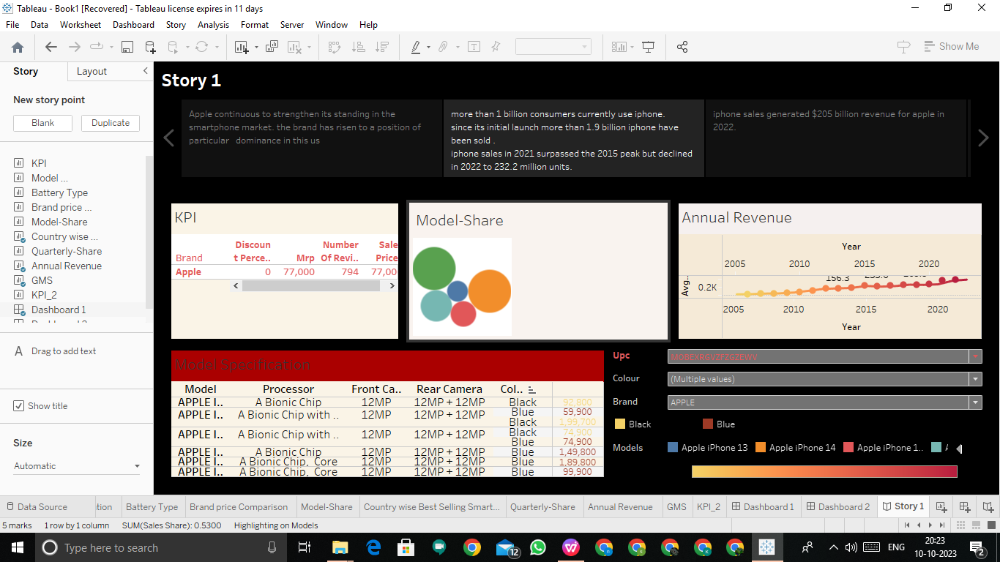 Tableau - Book1 [Recovered] - Tableau license expires in 11 days
File Data Worksheet Dashboard Story Analysis Format Server Window Help
Show Me
Story Layout
New story point
Blank Duplicate
KPI
Model ...
Battery Type
Brand price ...
Model-Share
Country wise ...
Quarterly-Share
Annual Revenue
GMS
KPI_2
Dashboard 1
A Drag to add text
Show title
Size
Automatic
Story 1
Apple continuous to strengthen its standing in the
smartphone market. the brand has risen to a position of
particular dominance in this us
more than 1 billion consumers currently use iphone.
since its initial launch more than 1.9 billion iphone have
been sold .
iphone sales in 2021 surpassed the 2015 peak but declined
in 2022 to 232.2 million units.
iphone sales generated $205 billion revenue for apple in
2022.
KPI
Discoun Number Sale
Brand t Perce.. Mrp Of Revi.. Price
Apple 0 77,000 794 77,00
Model-Share
Annual Revenue
Year
2005 2010 2015 2020
156.3
Avg..
0.2K
2005 2010 2015 2020
Year
Model Specification
Model Processor Front Ca.. Rear Camera Col..
APPLE I.. A Bionic Chip 12MP 12MP + 12MP Black 92,800
APPLE I.. A Bionic Chip with .. 12MP 12MP + 12MP Blue 59,900
Black 1,99,700
APPLE I.. A Bionic Chip with .. 12MP 12MP + 12MP Black 74,900
Blue 74,900
APPLE I.. A Bionic Chip 12MP 12MP + 12MP Blue 1,49,800
APPLE I.. A Bionic Chip, Core 12MP 12MP + 12MP Blue 1,89,800
APPLE I.. A Bionic Chip, Core 12MP 12MP + 12MP Blue 99,900
Upc
Colour (Multiple values)
Brand APPLE
Black Blue
Models Apple iPhone 13 Apple iPhone 14 Apple iPhone 1..
Data Source tion Battery Type Brand price Comparison Model-Share Country wise Best Selling Smart... Quarterly-Share Annual Revenue GMS KPI_2 Dashboard 1 Dashboard 2 Story 1
5 marks 1 row by 1 column SUM(Sales Share): 0.5300 Highlighting on Models
Type here to search
12
ENG
20:23
10-10-2023
2